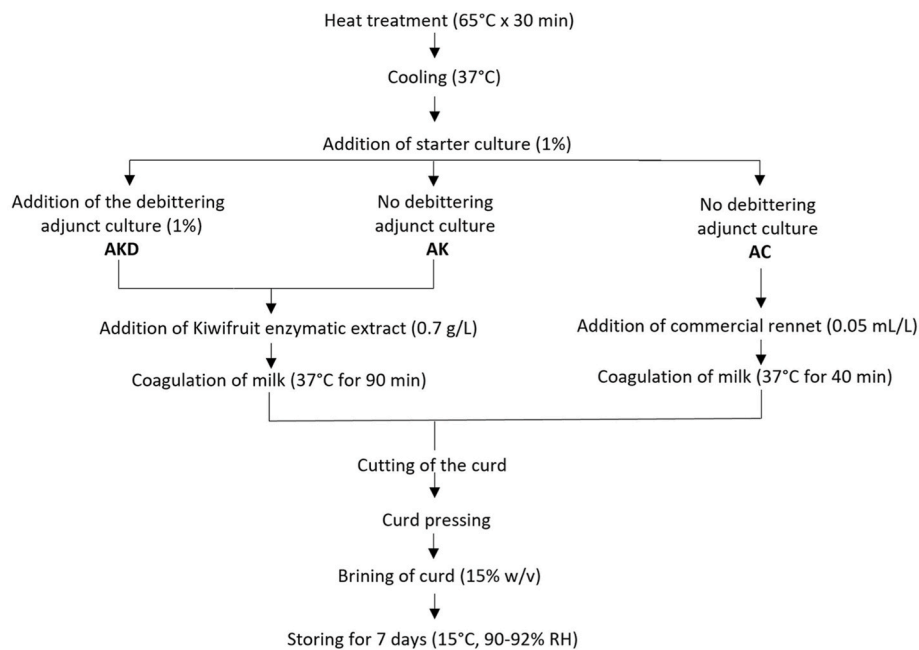 Heat treatment (65°C x 30 min)
Cooling (37°C)
Addition of starter culture (1%)
Addition of the debittering
adjunct culture (1%)
AKD
No debittering
adjunct culture
AK
No debittering
adjunct culture
AC
Addition of Kiwifruit enzymatic extract (0.7 g/L)
Addition of commercial rennet (0.05 mL/L)
Coagulation of milk (37°C for 90 min)
Coagulation of milk (37°C for 40 min)
Cutting of the curd
Curd pressing
Brining of curd (15% w/v)
Storing for 7 days (15°C, 90-92% RH)